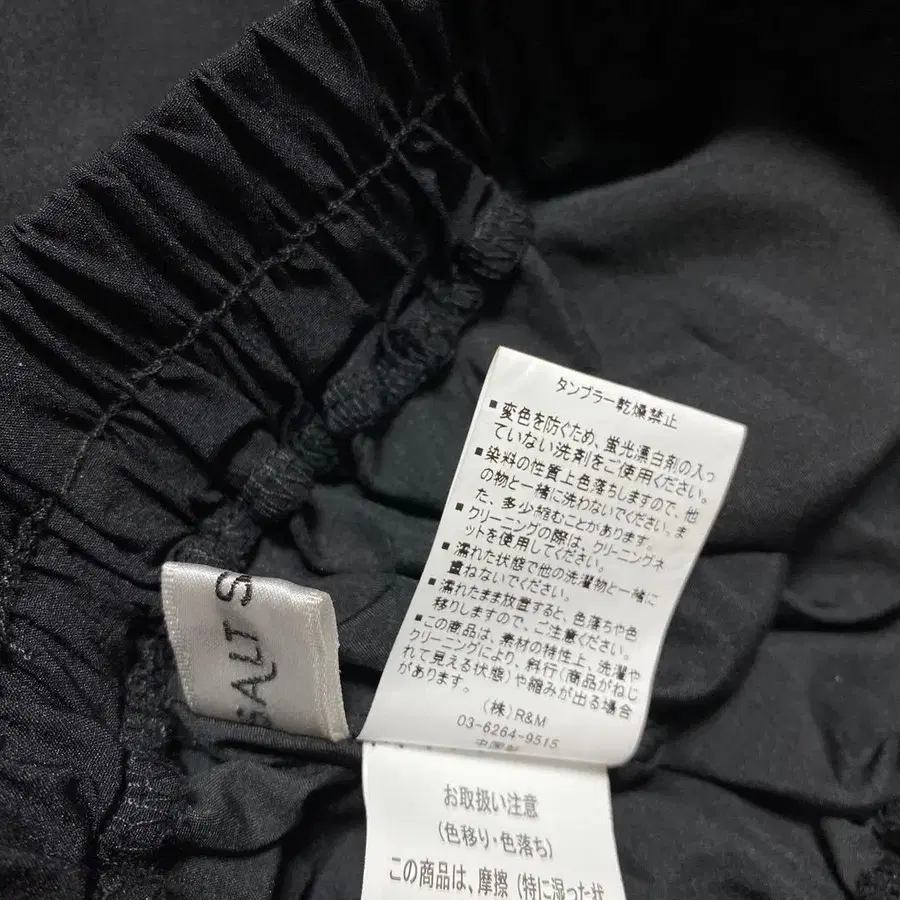 SALT S
タンブラー乾燥禁止
■変色を防ぐため、蛍光漂白剤の入っ
ていない洗剤をご使用ください。
■染料の性質上色落ちしますので、他
の物と一緒に洗わないでください。ま
た、多少縮むことがあります。
■クリーニングの際は、クリーニングネ
ットを使用してください。
■濡れた状態で他の洗濯物と一緒に
重ねないでください。
■濡れたまま放置すると、色落ちや色
移りしますので、ご注意ください。
■この商品は、素材の特性上、洗濯や
クリーニングにより、斜行(商品がねじ
れて見える状態)や縮みが出る場合
があります。
(株)R&M
03-6264-9515
中国製
お取扱い注意
(色移り・色落ち)
この商品は、摩擦(特に湿った状